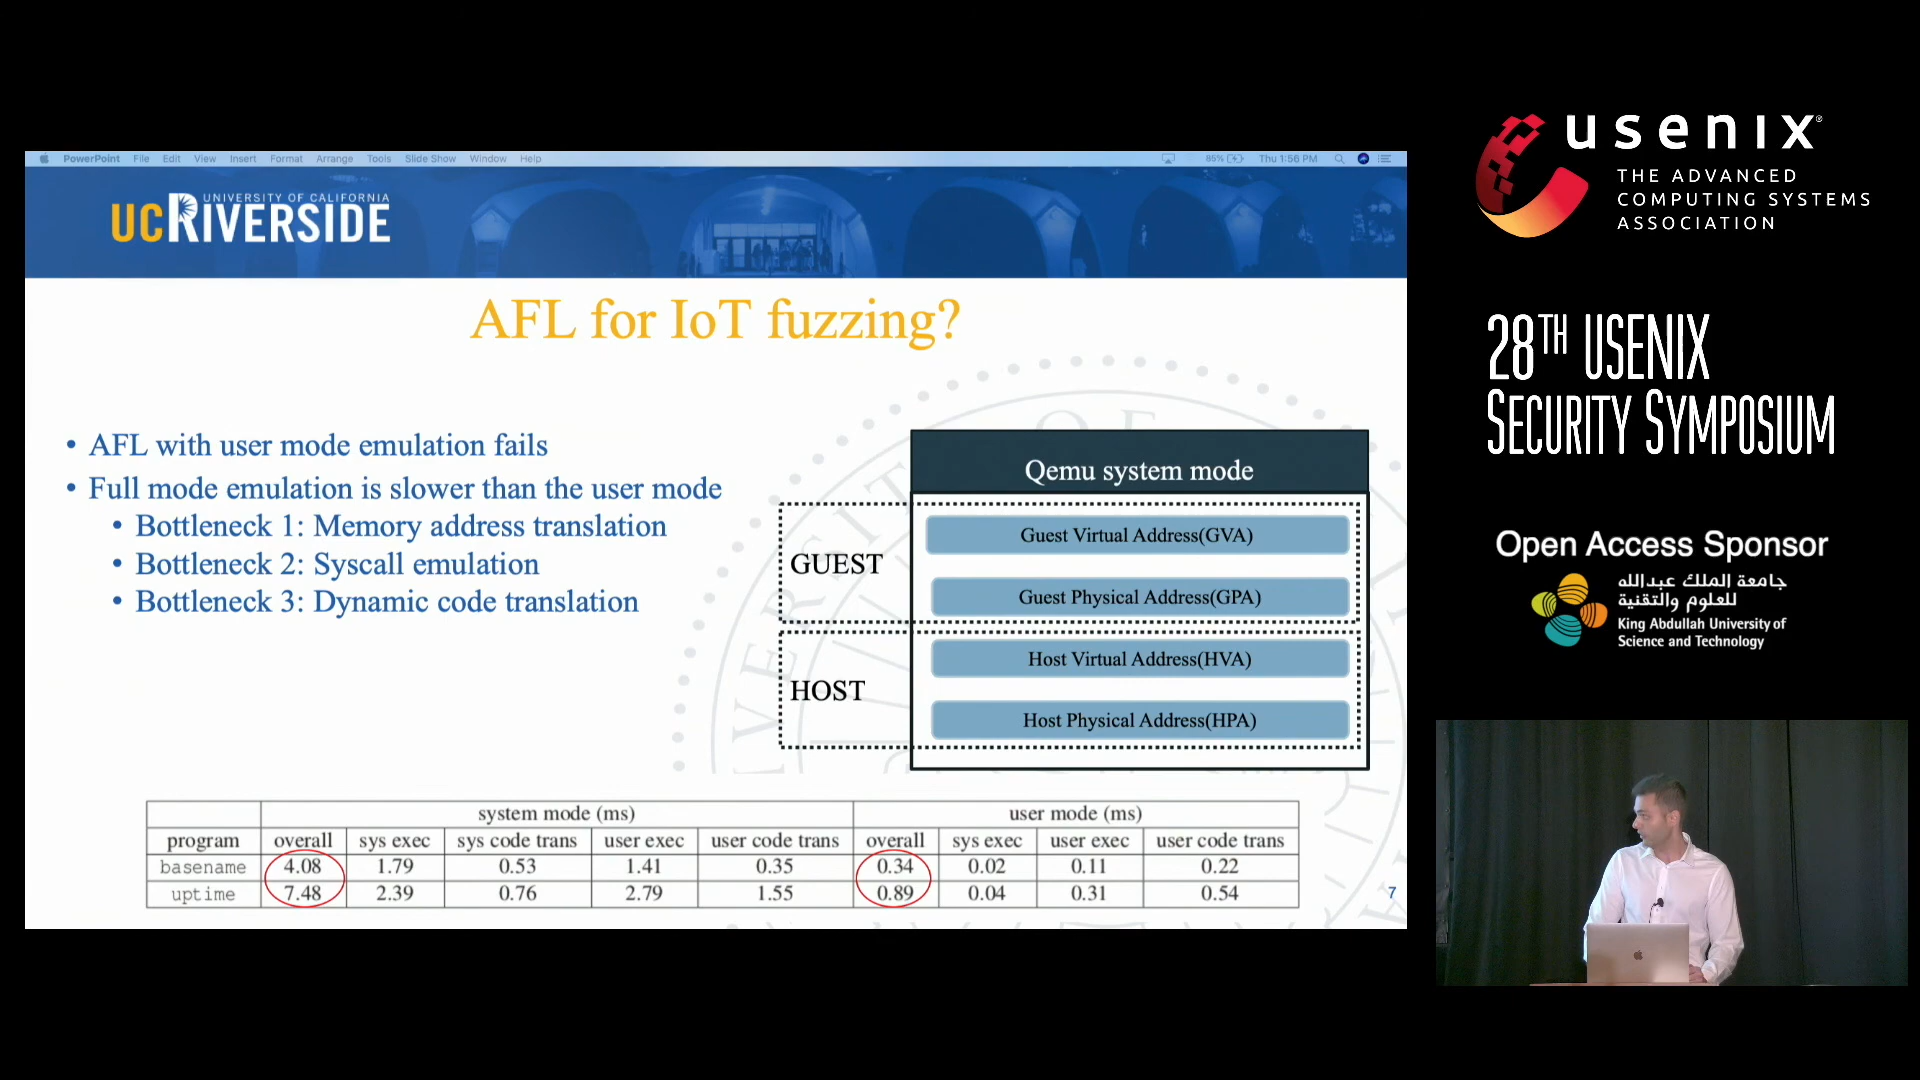 PowerPoint File Edit View Insert Format Arrange Tools Slide Show Window Help
85% Thu 1:56 PM
UNIVERSITY OF CALIFORNIA
UCRIVERSIDE
AFL for IoT fuzzing?
• AFL with user mode emulation fails
• Full mode emulation is slower than the user mode
• Bottleneck 1: Memory address translation
• Bottleneck 2: Syscall emulation
• Bottleneck 3: Dynamic code translation
Qemu system mode
GUEST
Guest Virtual Address(GVA)
Guest Physical Address(GPA)
HOST
Host Virtual Address(HVA)
Host Physical Address(HPA)
system mode (ms) user mode (ms)
program overall sys exec sys code trans user exec user code trans overall sys exec user exec user code trans
basename 4.08 1.79 0.53 1.41 0.35 0.34 0.02 0.11 0.22
uptime 7.48 2.39 0.76 2.79 1.55 0.89 0.04 0.31 0.54
7
usenix®
THE ADVANCED
COMPUTING SYSTEMS
ASSOCIATION
28TH USENIX
SECURITY SYMPOSIUM
Open Access Sponsor
جامعة الملك عبدالله
للعلوم والتقنية
King Abdullah University of
Science and Technology